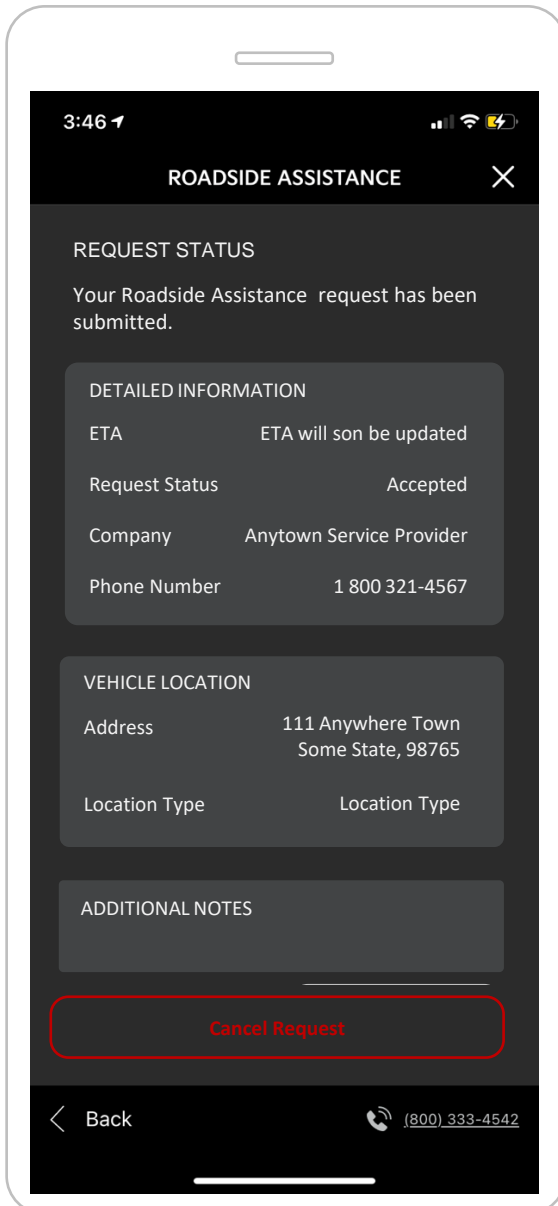 3:46
ROADSIDE ASSISTANCE
REQUEST STATUS
Your Roadside Assistance request has been
submitted.
DETAILED INFORMATION
ETA ETA will son be updated
Request Status Accepted
Company Anytown Service Provider
Phone Number 1 800 321-4567
VEHICLE LOCATION
Address 111 Anywhere Town
Some State, 98765
Location Type Location Type
ADDITIONAL NOTES
Cancel Request
Back (800) 333-4542